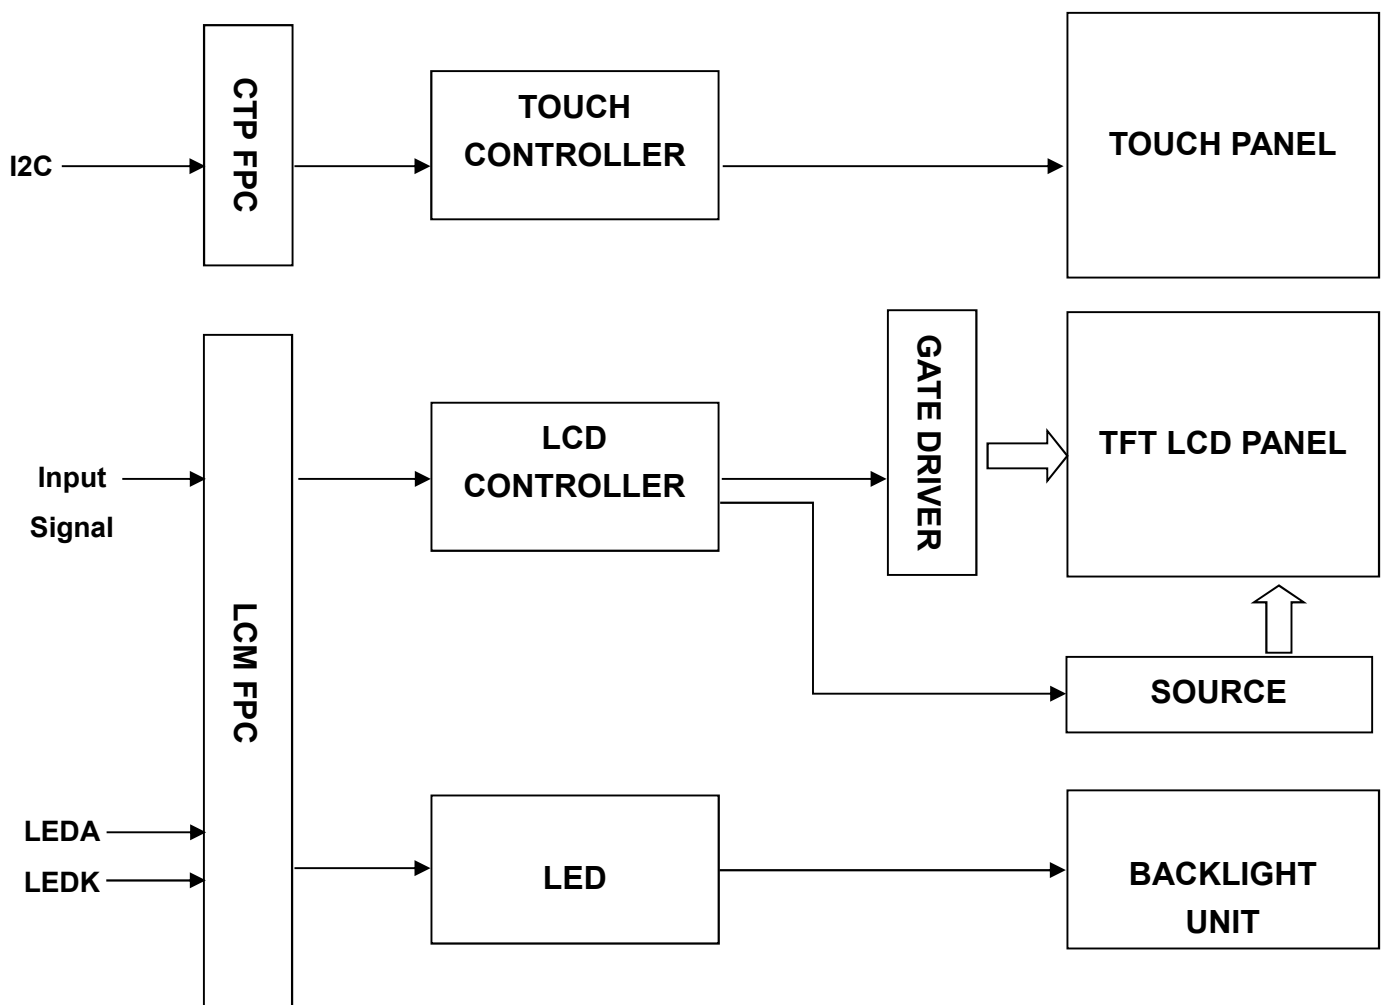 CTP FPC
TOUCH
CONTROLLER
TOUCH PANEL
I2C
GATE DRIVER
LCD
CONTROLLER
TFT LCD PANEL
Input
Signal
LCM FPC
SOURCE
LEDA
LEDK
LED
BACKLIGHT
UNIT